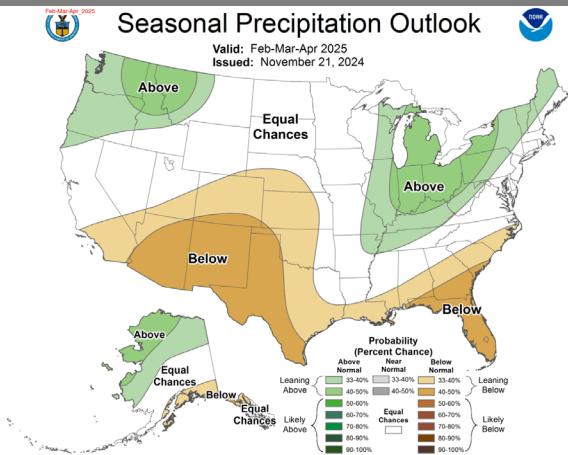 Feb-Mar-Apr_2025
Seasonal Precipitation Outlook
NOAA
Valid: Feb-Mar-Apr 2025
Issued: November 21, 2024
Above
Equal
Chances
Above
Below
Below
Above
Equal
Chances
Below
Equal
Chances
Probability
(Percent Chance)
Above Normal
Near Normal
Below Normal
Leaning Above
33-40%
33-40%
33-40%
Leaning Below
40-50%
40-50%
40-50%
Likely Above
50-60%
Equal Chances
50-60%
Likely Below
60-70%
60-70%
70-80%
70-80%
80-90%
80-90%
90-100%
90-100%